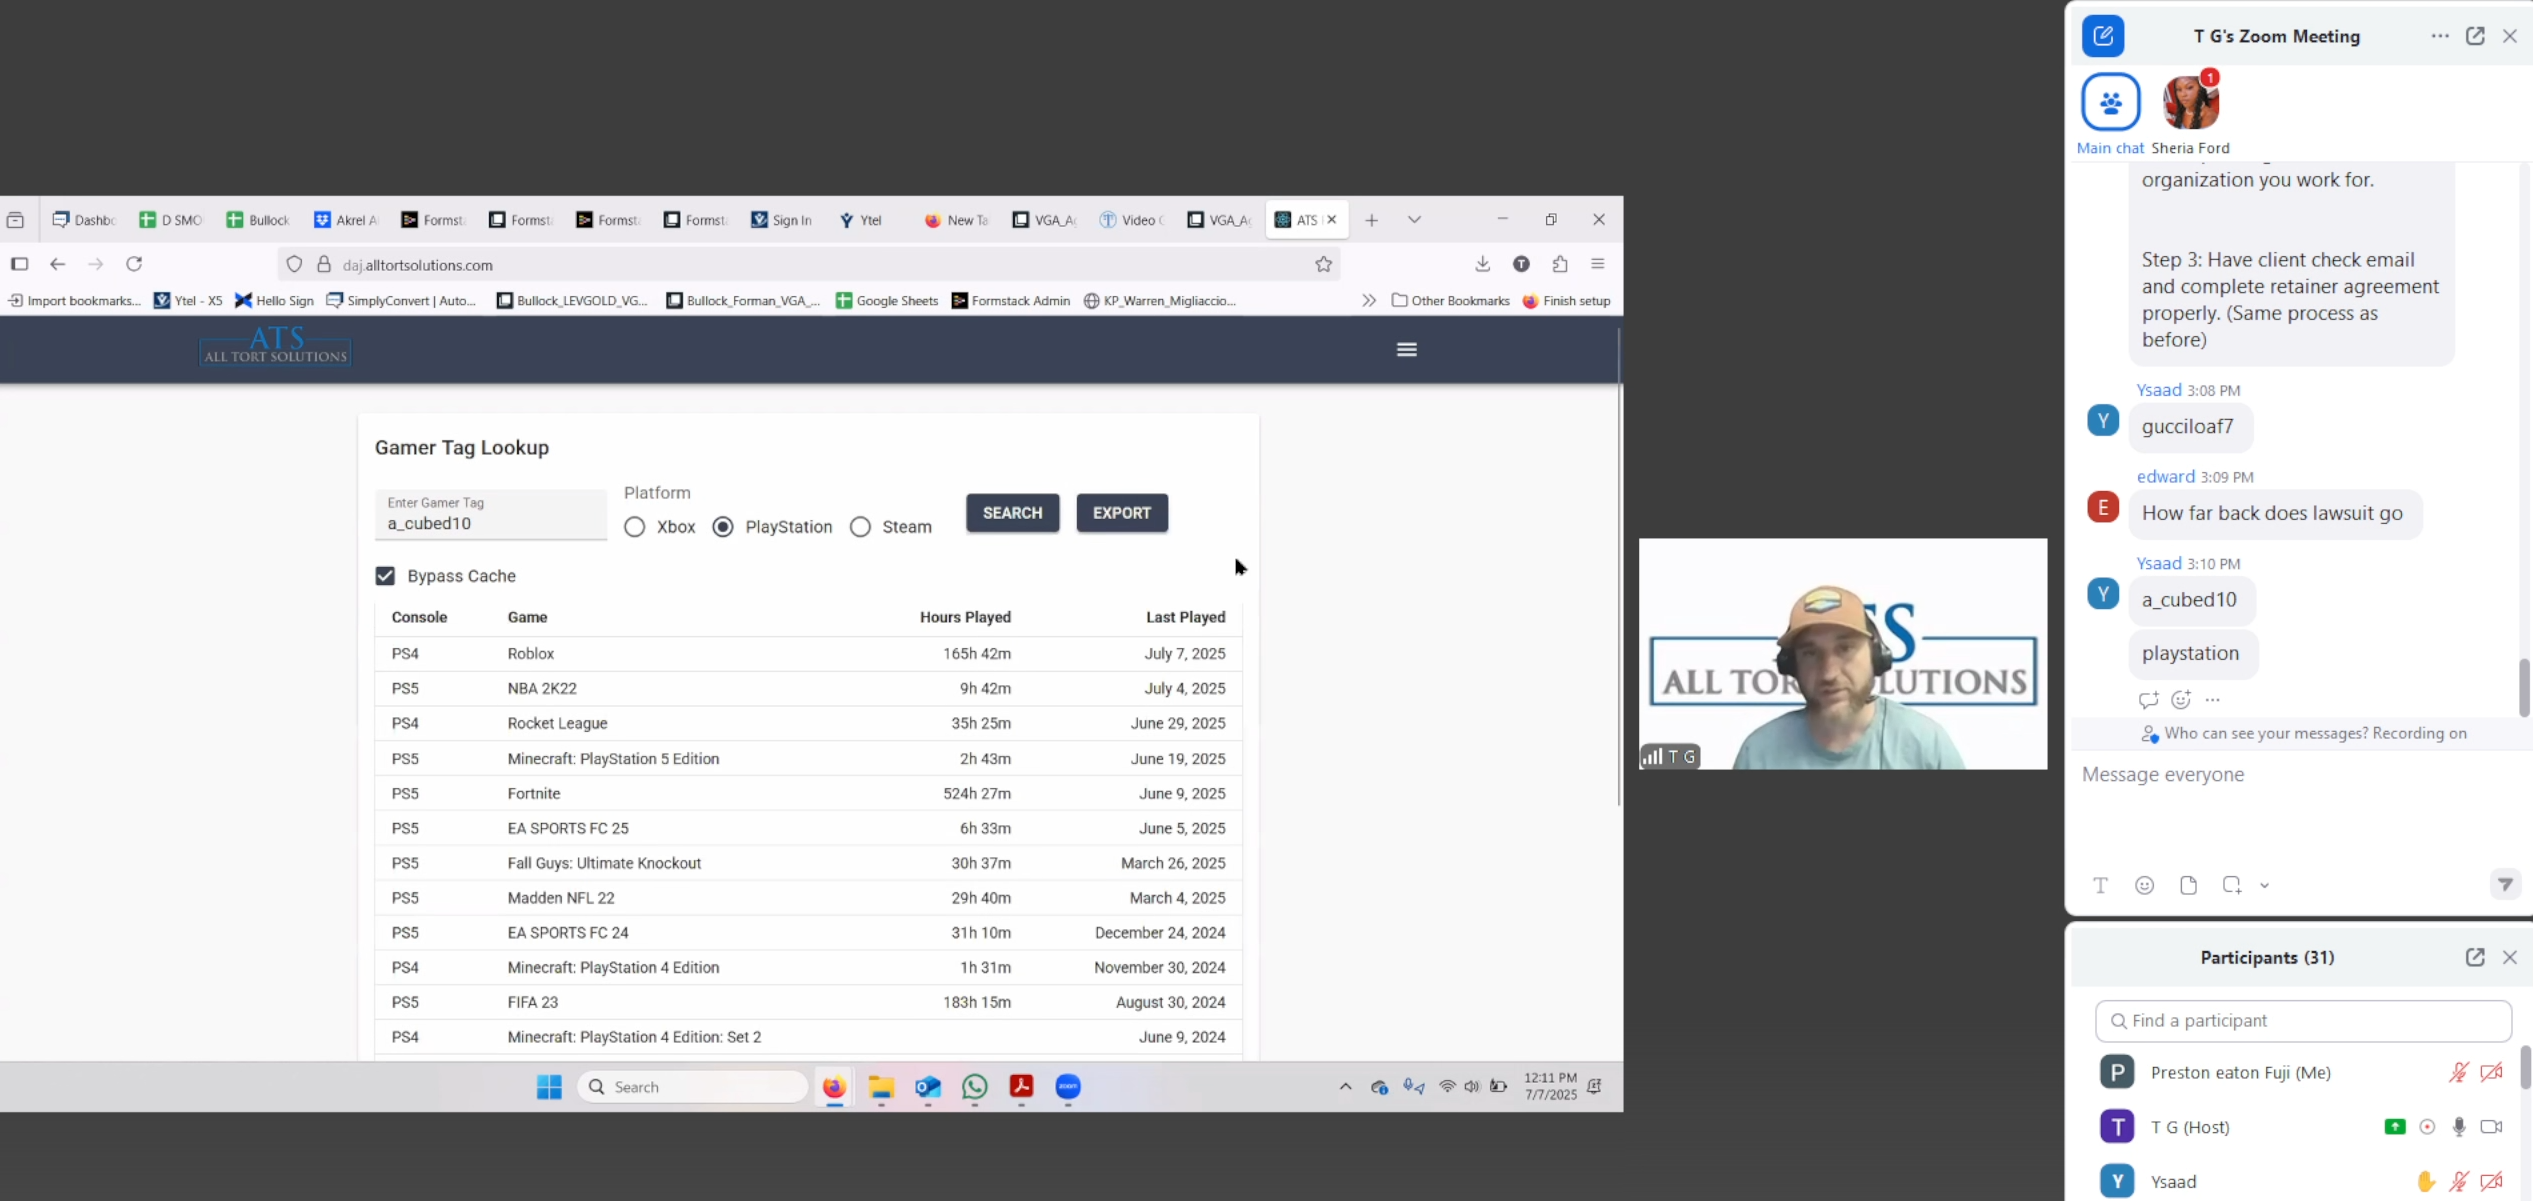 Dashbo
D SMO
Bullock
Akrel A
Formsta
Formsta
Formsta
Formsta
Sign In
Ytel
New Ta
VGA_A
Video C
VGA_A
ATS
daj.alltortsolutions.com
Import bookmarks...
Ytel - X5
Hello Sign
SimplyConvert | Auto...
Bullock_LEVGOLD_VG...
Bullock_Forman_VGA_...
Google Sheets
Formstack Admin
KP_Warren_Migliaccio...
Other Bookmarks
Finish setup
ATS
ALL TORT SOLUTIONS
Gamer Tag Lookup
Enter Gamer Tag
a_cubed10
Platform
Xbox
PlayStation
Steam
SEARCH
EXPORT
Bypass Cache
Console Game Hours Played Last Played
PS4 Roblox 165h 42m July 7, 2025
PS5 NBA 2K22 9h 42m July 4, 2025
PS4 Rocket League 35h 25m June 29, 2025
PS5 Minecraft: PlayStation 5 Edition 2h 43m June 19, 2025
PS5 Fortnite 524h 27m June 9, 2025
PS5 EA SPORTS FC 25 6h 33m June 5, 2025
PS5 Fall Guys: Ultimate Knockout 30h 37m March 26, 2025
PS5 Madden NFL 22 29h 40m March 4, 2025
PS5 EA SPORTS FC 24 31h 10m December 24, 2024
PS4 Minecraft: PlayStation 4 Edition 1h 31m November 30, 2024
PS5 FIFA 23 183h 15m August 30, 2024
PS4 Minecraft: PlayStation 4 Edition: Set 2 June 9, 2024
Search
zoom
12:11 PM
7/7/2025
S
ALL TOR LUTIONS
T G
T G's Zoom Meeting
1
Main chat
Sheria Ford
organization you work for.
Step 3: Have client check email
and complete retainer agreement
properly. (Same process as
before)
Ysaad 3:08 PM
Y
gucciloaf7
edward 3:09 PM
E
How far back does lawsuit go
Ysaad 3:10 PM
Y
a_cubed10
playstation
Who can see your messages? Recording on
Message everyone
Participants (31)
Find a participant
P
Preston eaton Fuji (Me)
T
T G (Host)
Y
Ysaad